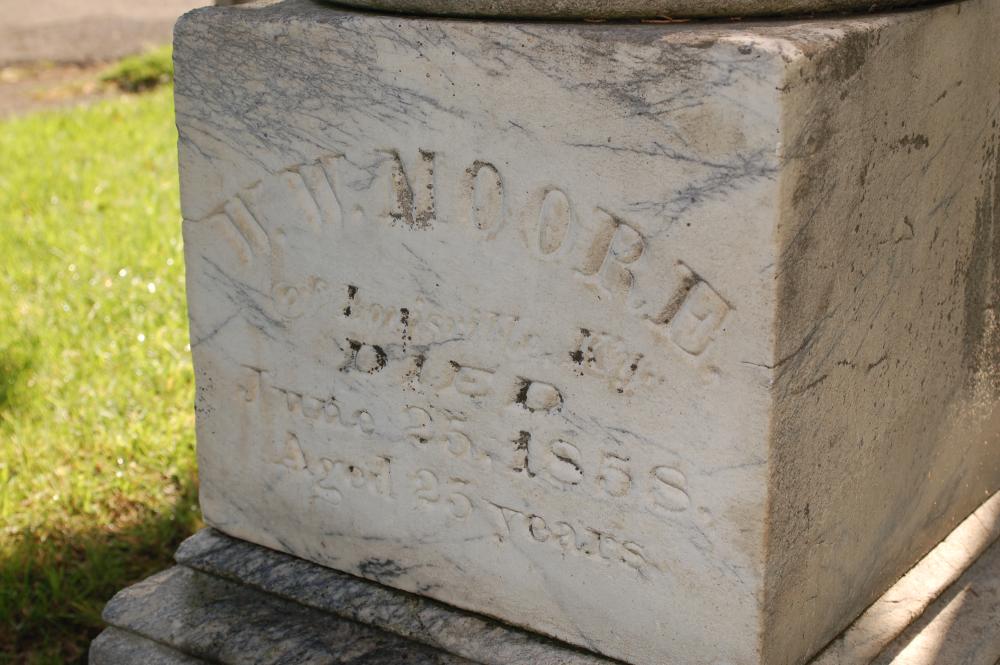 W. W. MOORE.
Of Louisville, Ky.
DIED
June 25, 1858.
Aged 25 years